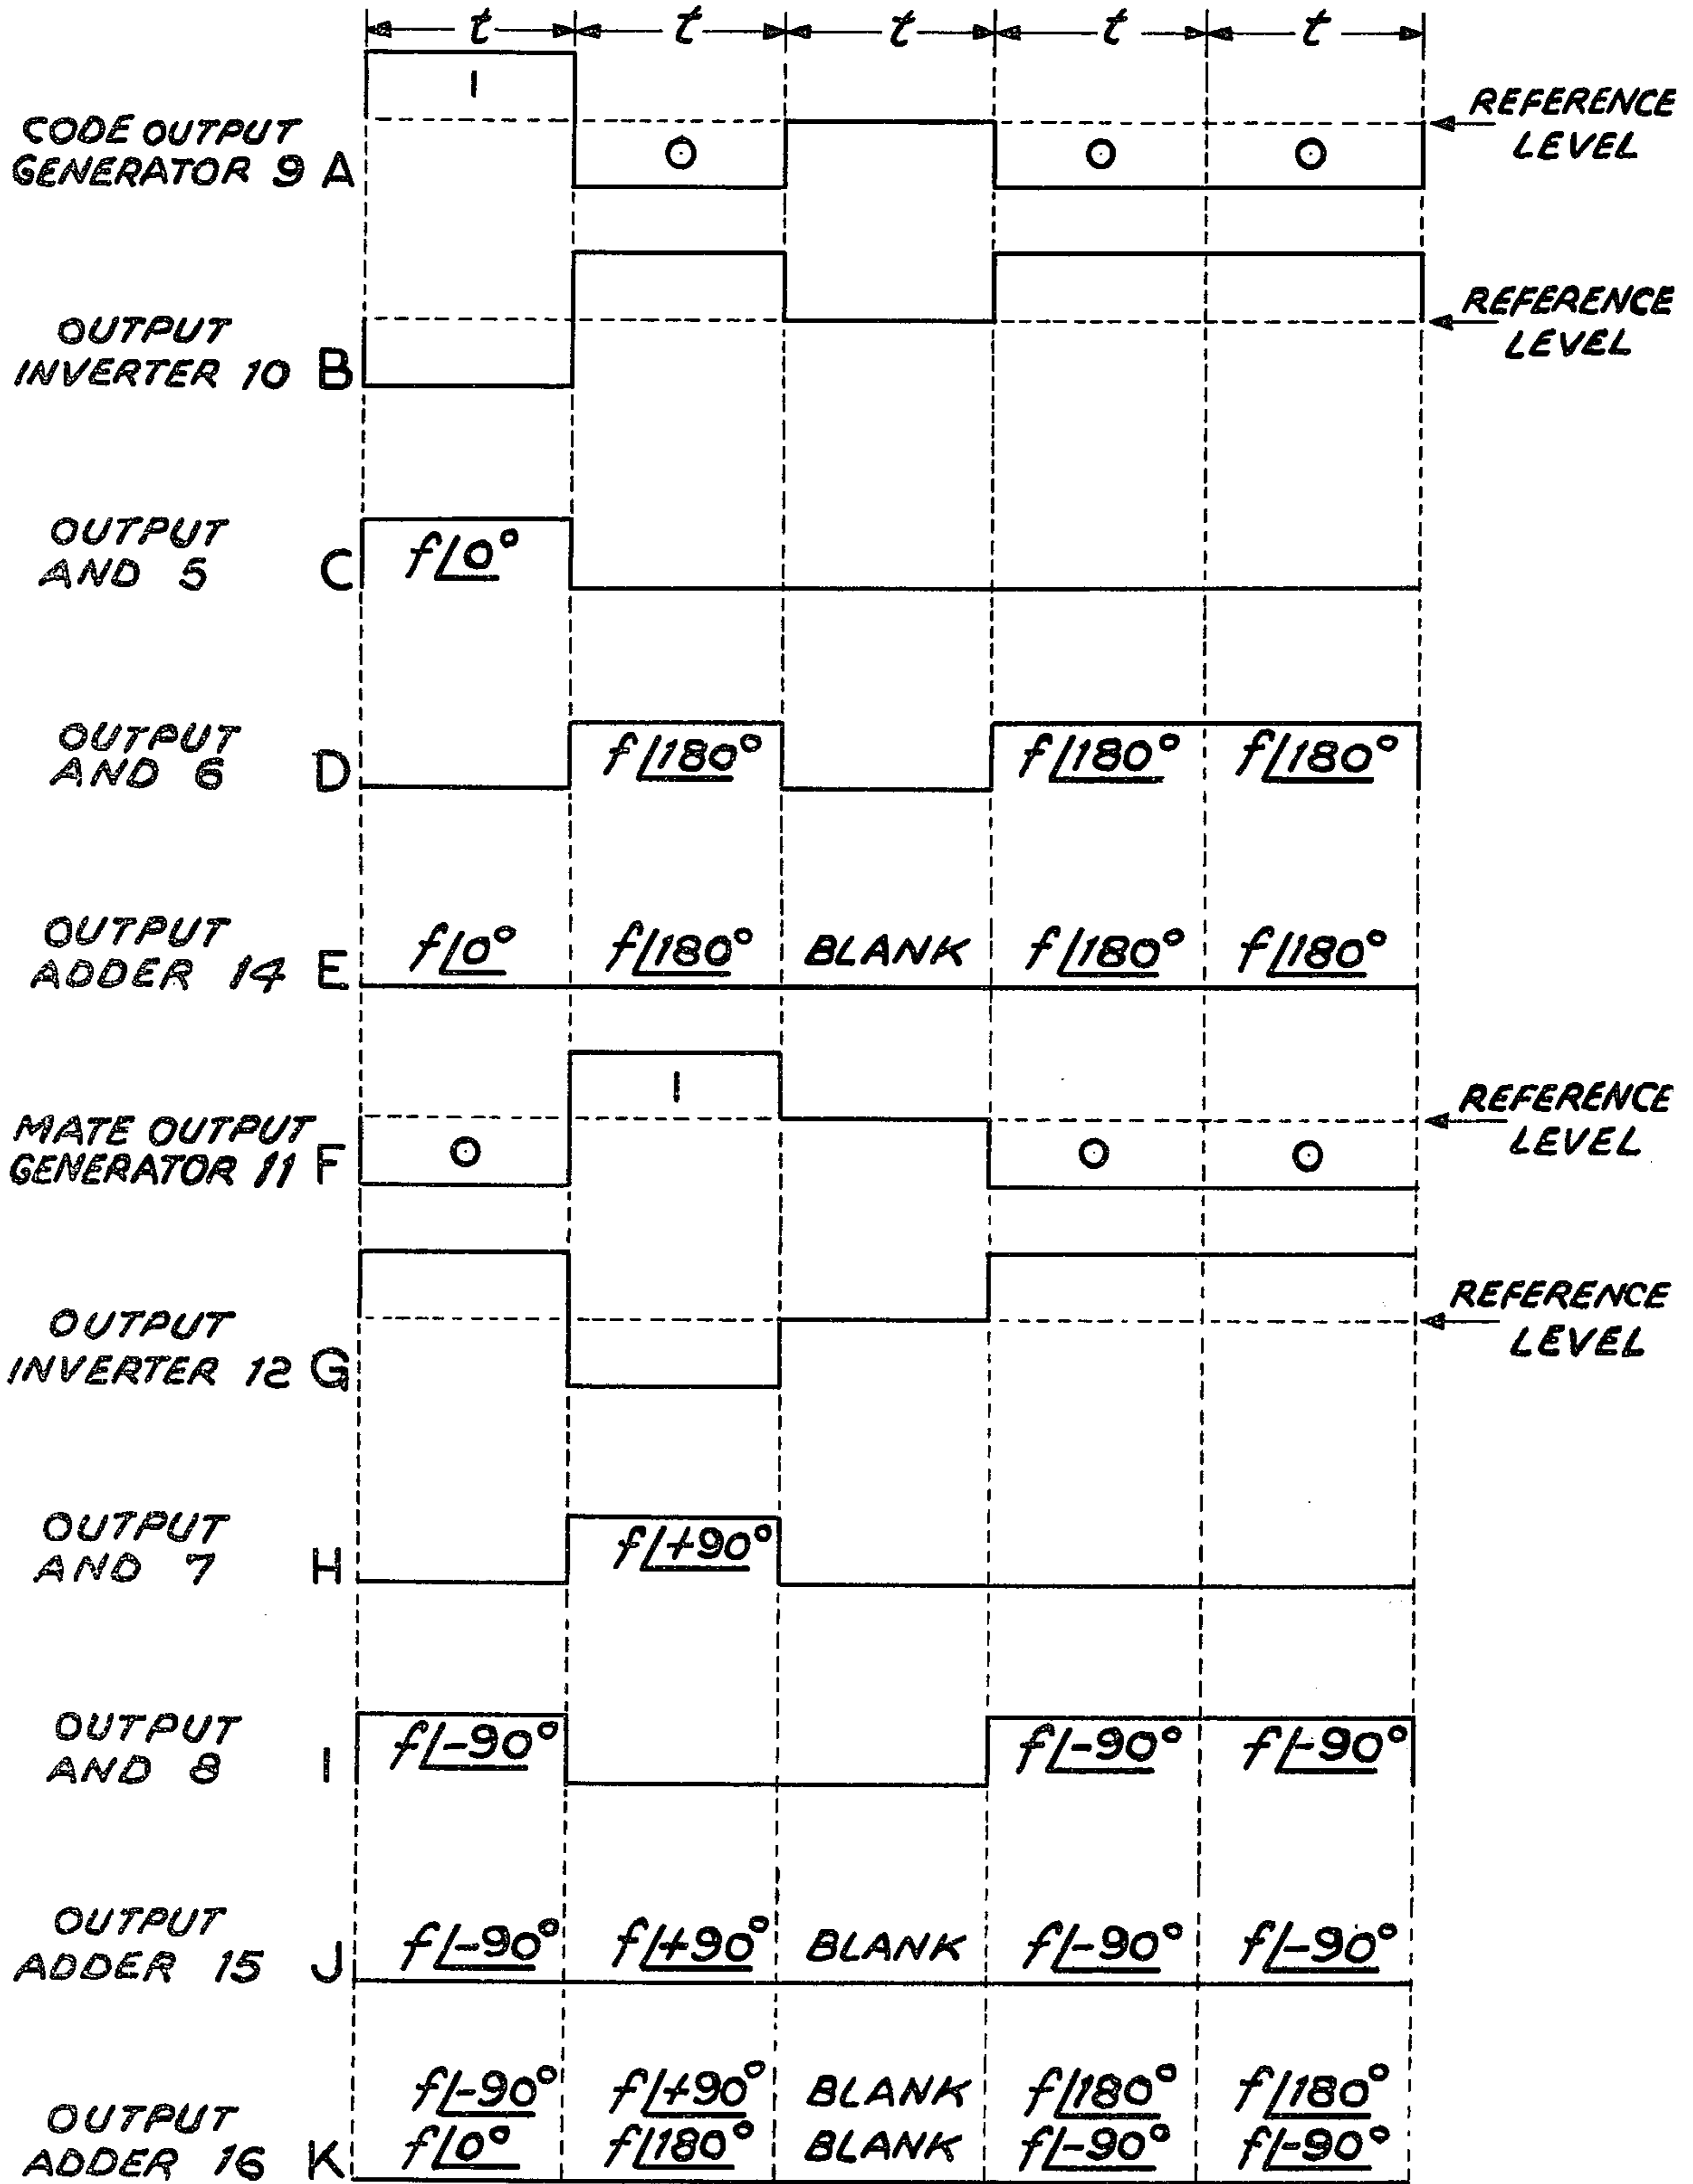 t t t t t
CODE OUTPUT
GENERATOR 9 A
1 0 0 0
REFERENCE
LEVEL
OUTPUT
INVERTER 10 B
REFERENCE
LEVEL
OUTPUT
AND 5 C
f/0°
OUTPUT
AND 6 D
f/180° f/180° f/180°
OUTPUT
ADDER 14 E
f/0° f/180° BLANK f/180° f/180°
MATE OUTPUT
GENERATOR 11 F
0 1 0 0
REFERENCE
LEVEL
OUTPUT
INVERTER 12 G
REFERENCE
LEVEL
OUTPUT
AND 7 H
f/+90°
OUTPUT
AND 8 I
f/-90° f/-90° f/-90°
OUTPUT
ADDER 15 J
f/-90° f/+90° BLANK f/-90° f/-90°
OUTPUT
ADDER 16 K
f/-90° f/+90° BLANK f/180° f/180°
f/0° f/180° BLANK f/-90° f/-90°